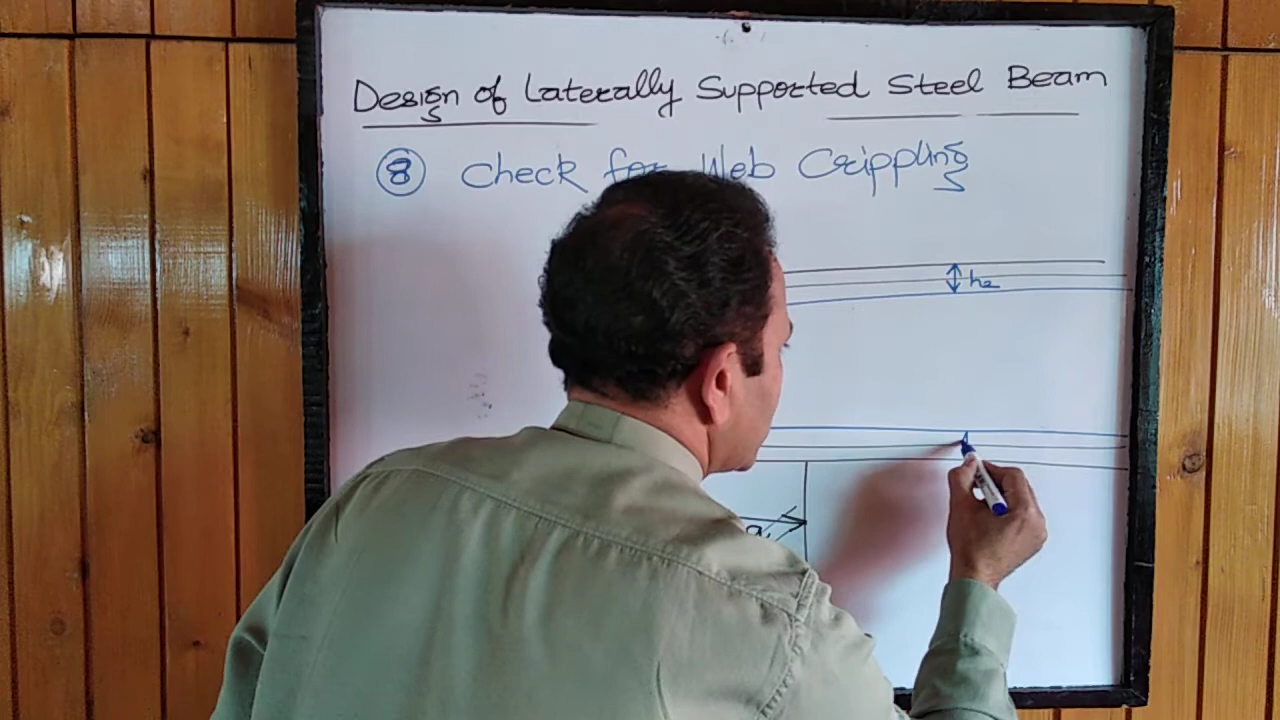 Design of Laterally Supported Steel Beam
8 Check for Web Crippling
h2
a